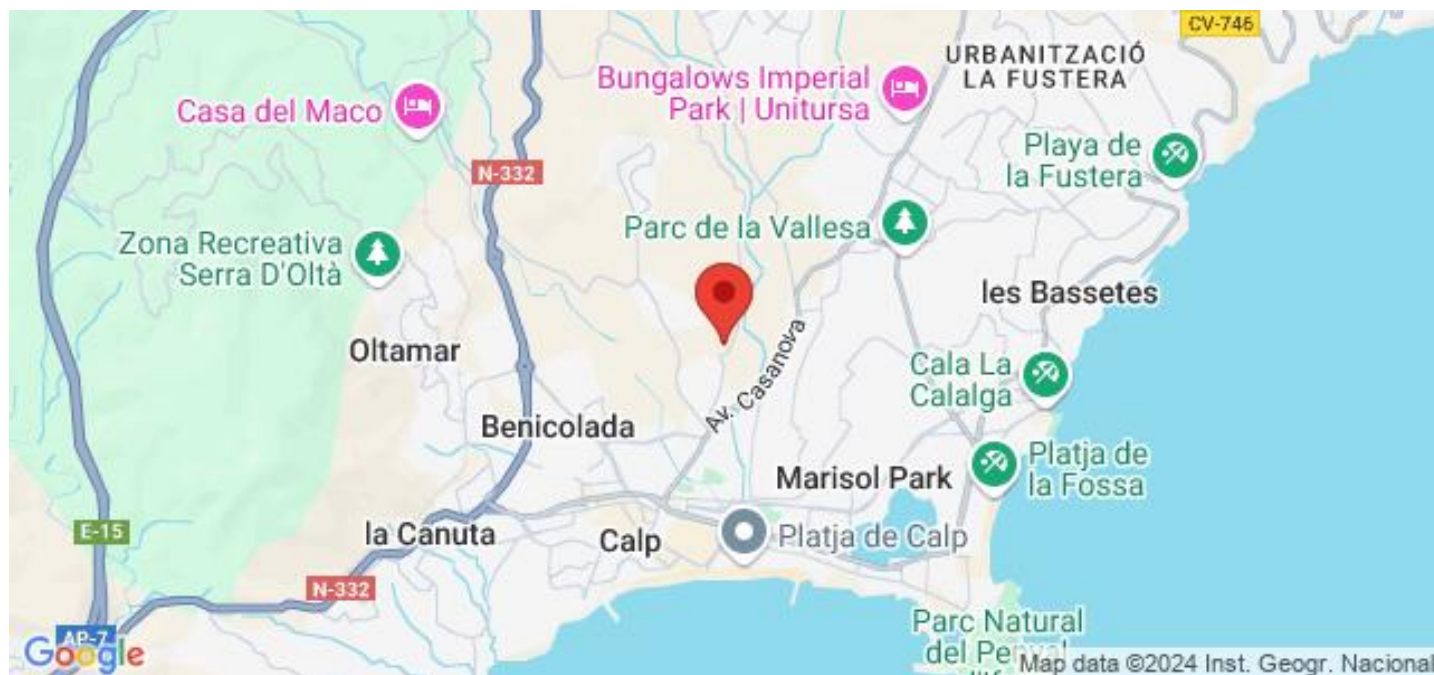 CV-746
URBANITZACIÓ
LA FUSTERA
Bungalows Imperial
Park | Unitursa
Casa del Maco
Playa de
la Fustera
N-332
Parc de la Vallesa
Zona Recreativa
Serra D'Oltà
les Bassetes
Oltamar
Av. Casanova
Cala La
Calalga
Benicolada
Marisol Park
Platja de
la Fossa
E-15
la Canuta
Calp
Platja de Calp
N-332
Parc Natural
del
AP-7
Google
Map data ©2024 Inst. Geogr. Nacional